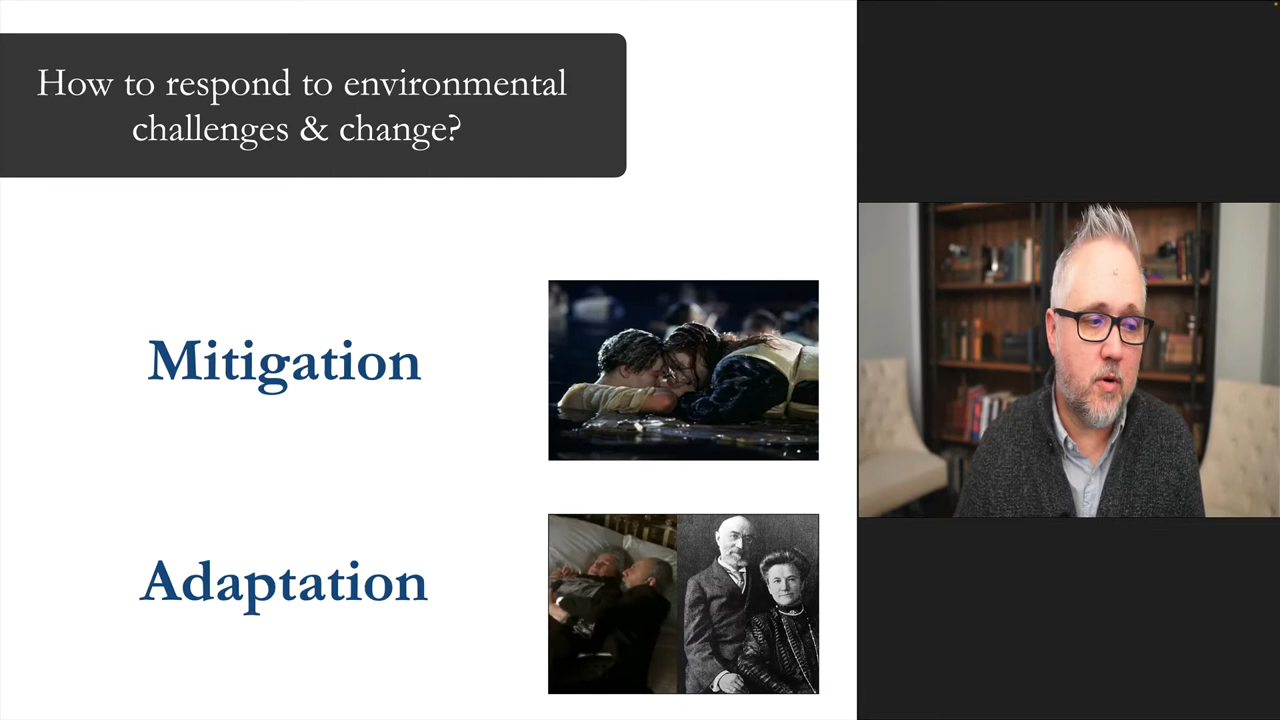 How to respond to environmental
challenges & change?
Mitigation
Adaptation